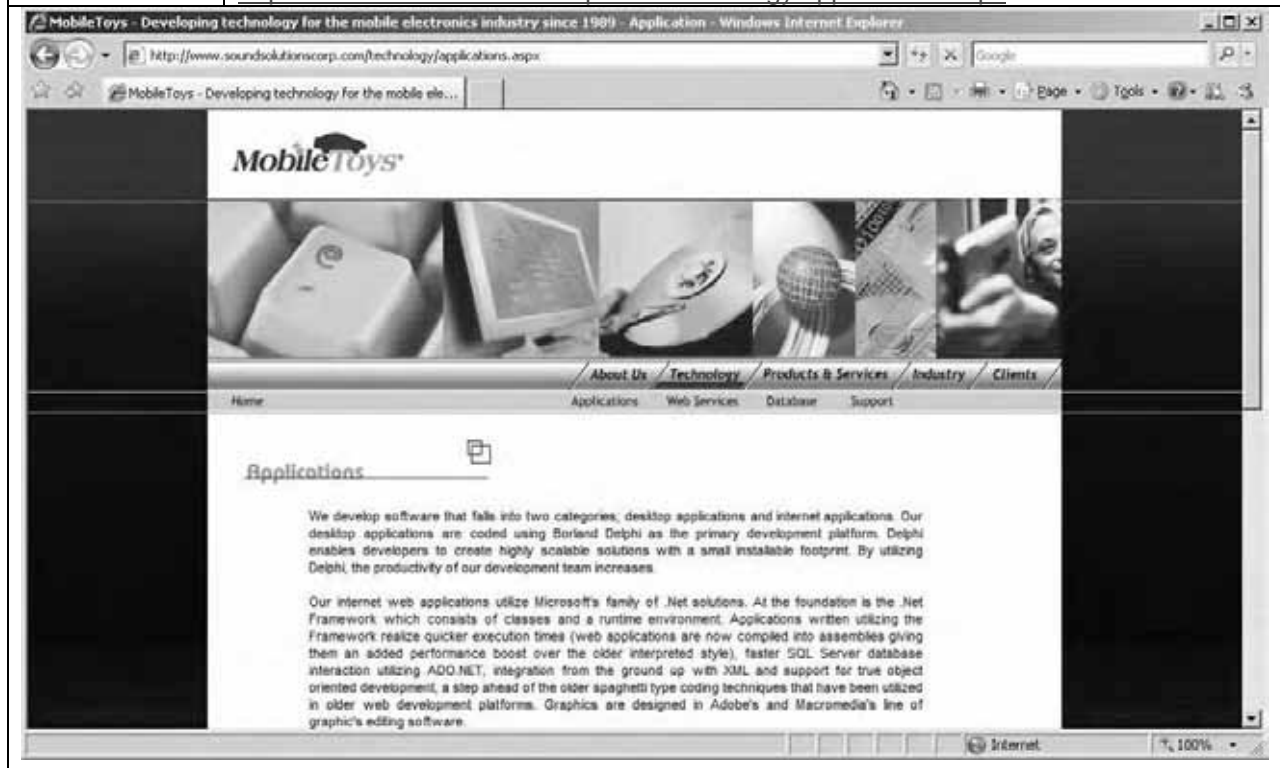 MobileToys - Developing technology for the mobile electronics industry since 1989 - Application - Windows Internet Explorer
http://www.soundsolutionscorp.com/technology/applications.aspx
Google
MobileToys - Developing technology for the mobile ele...
Page
Tools
MobileToys
About Us
Technology
Products & Services
Industry
Clients
Home
Applications
Web Services
Database
Support
Applications
We develop software that falls into two categories; desktop applications and internet applications. Our
desktop applications are coded using Borland Delphi as the primary development platform. Delphi
enables developers to create highly scalable solutions with a small installable footprint. By utilizing
Delphi, the productivity of our development team increases.
Our internet web applications utilize Microsoft's family of .Net solutions. At the foundation is the .Net
Framework which consists of classes and a runtime environment. Applications written utilizing the
Framework realize quicker execution times (web applications are now compiled into assemblies giving
them an added performance boost over the older interpreted style), faster SQL Server database
interaction utilizing ADO.NET, integration from the ground up with XML and support for true object
oriented development, a step ahead of the older spaghetti type coding techniques that have been utilized
in older web development platforms. Graphics are designed in Adobe's and Macromedia's line of
graphic's editing software.
Internet
100%